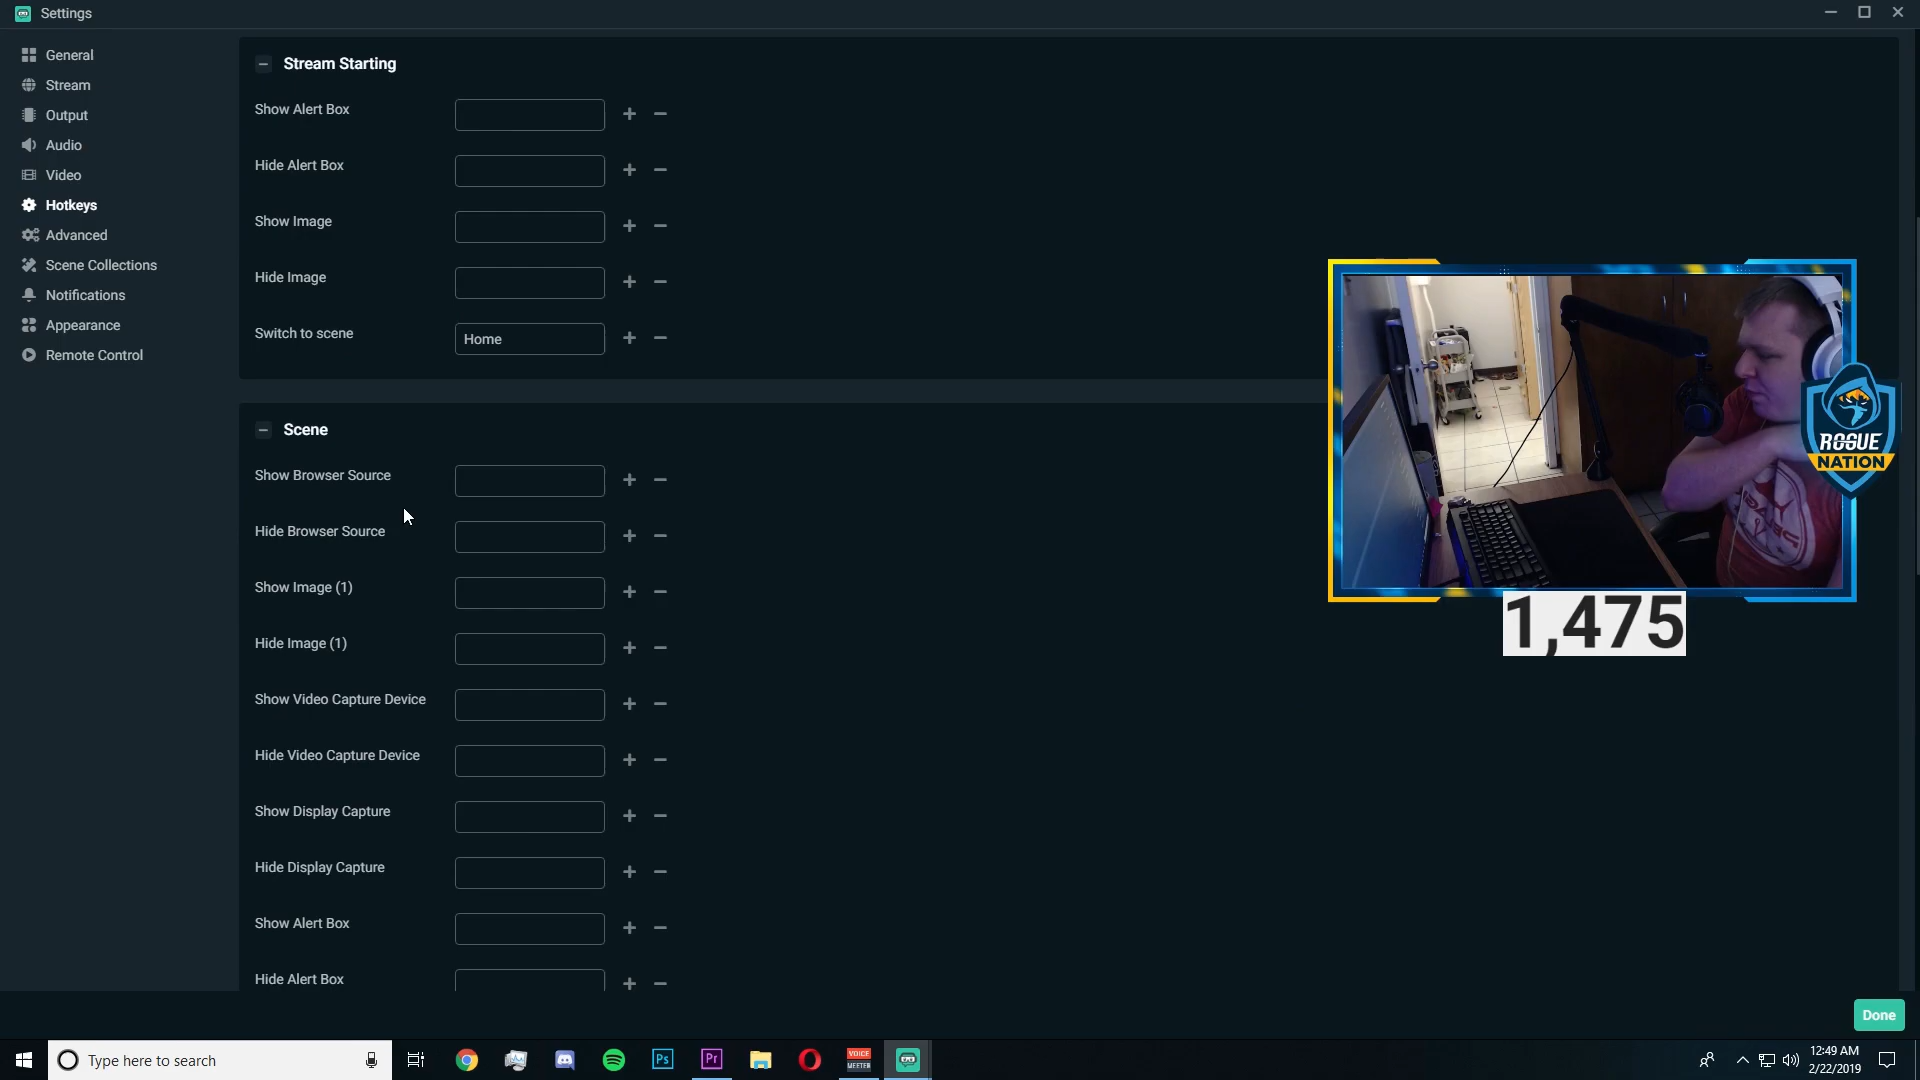 Settings
General
Stream
Output
Audio
Video
Hotkeys
Advanced
Scene Collections
Notifications
Appearance
Remote Control
Stream Starting
Show Alert Box
Hide Alert Box
Show Image
Hide Image
Switch to scene Home
Scene
Show Browser Source
Hide Browser Source
Show Image (1)
Hide Image (1)
Show Video Capture Device
Hide Video Capture Device
Show Display Capture
Hide Display Capture
Show Alert Box
Hide Alert Box
ROGUE
NATION
1,475
Done
Type here to search
Ps
Pr
VOICE
MEETER
12:49 AM
2/22/2019